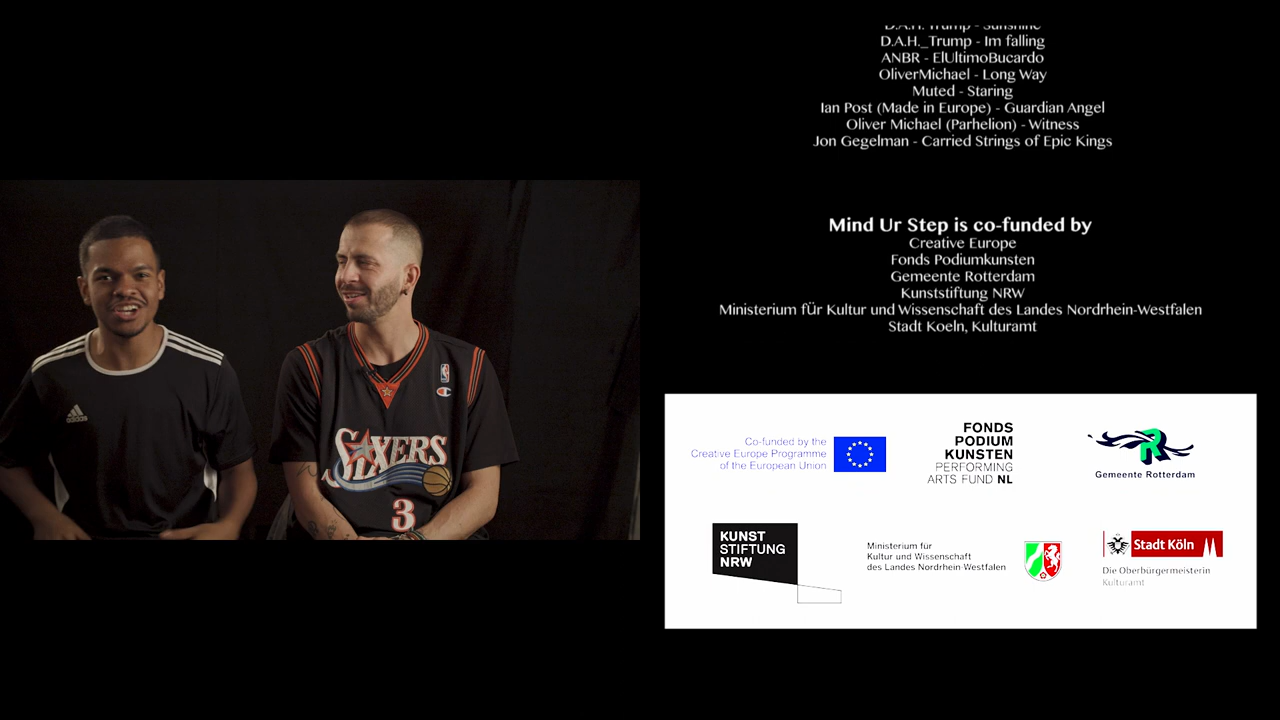 D.A.H. Trump - Sunshine
D.A.H._Trump - Im falling
ANBR - ElUltimoBucardo
OliverMichael - Long Way
Muted - Staring
Ian Post (Made in Europe) - Guardian Angel
Oliver Michael (Parhelion) - Witness
Jon Gegelman - Carried Strings of Epic Kings
Mind Ur Step is co-funded by
Creative Europe
Fonds Podiumkunsten
Gemeente Rotterdam
Kunststiftung NRW
Ministerium für Kultur und Wissenschaft des Landes Nordrhein-Westfalen
Stadt Koeln, Kulturamt
Co-funded by the
Creative Europe Programme
of the European Union
FONDS
PODIUM
KUNSTEN
PERFORMING
ARTS FUND NL
R
Gemeente Rotterdam
KUNST
STIFTUNG
NRW
Ministerium für
Kultur und Wissenschaft
des Landes Nordrhein-Westfalen
Stadt Köln
Die Oberbürgermeisterin
Kulturamt
adidas
SIXERS
3